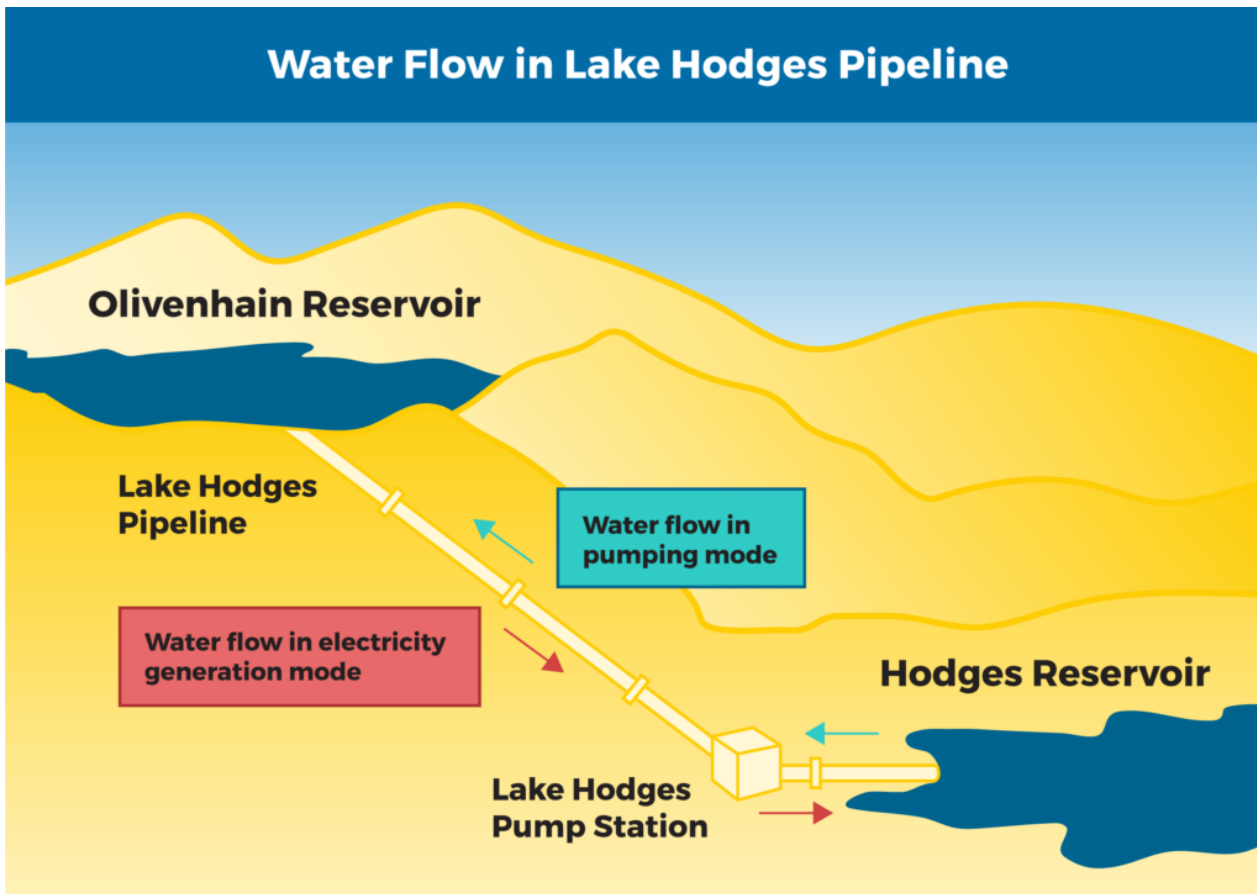 Water Flow in Lake Hodges Pipeline
Olivenhain Reservoir
Lake Hodges
Pipeline
Water flow in
pumping mode
Water flow in electricity
generation mode
Hodges Reservoir
Lake Hodges
Pump Station